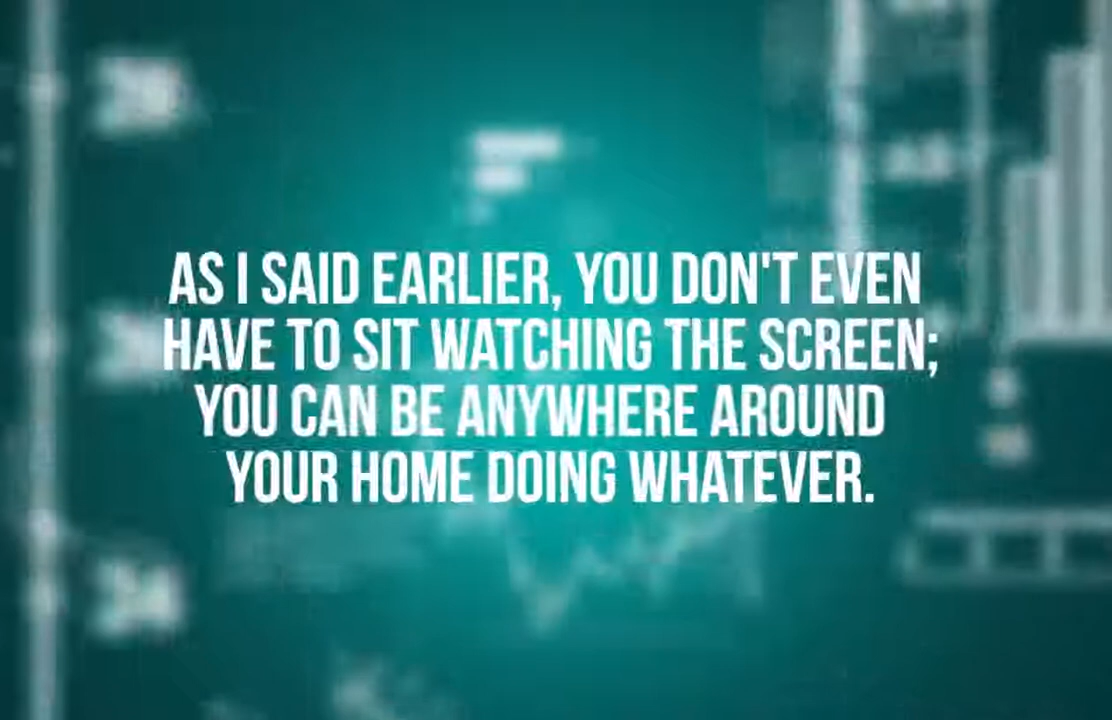 AS I SAID EARLIER, YOU DON'T EVEN
HAVE TO SIT WATCHING THE SCREEN;
YOU CAN BE ANYWHERE AROUND
YOUR HOME DOING WHATEVER.